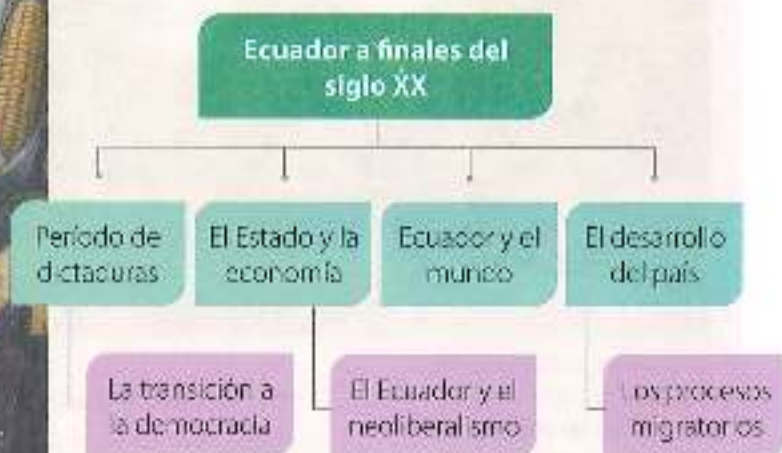 Ecuador a finales del
siglo XX
Período de
dictaduras
El Estado y la
economía
Ecuador y el
mundo
El desarrollo
del país
La transición a
la democracia
El Ecuador y el
neoliberalismo
Los procesos
migratorios